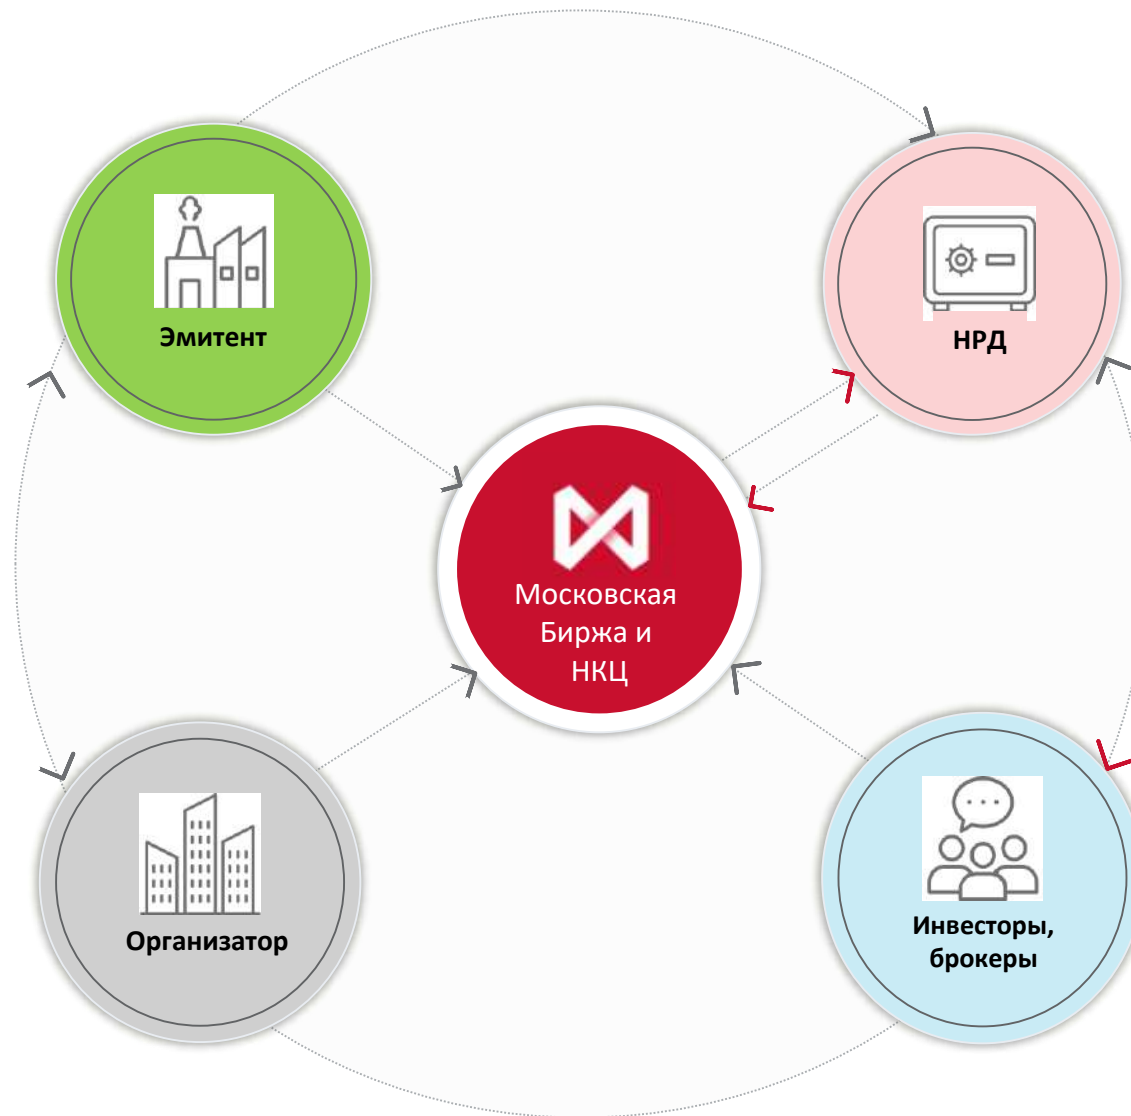 Эмитент
НРД
Московская
Биржа и
НКЦ
Организатор
Инвесторы,
брокеры